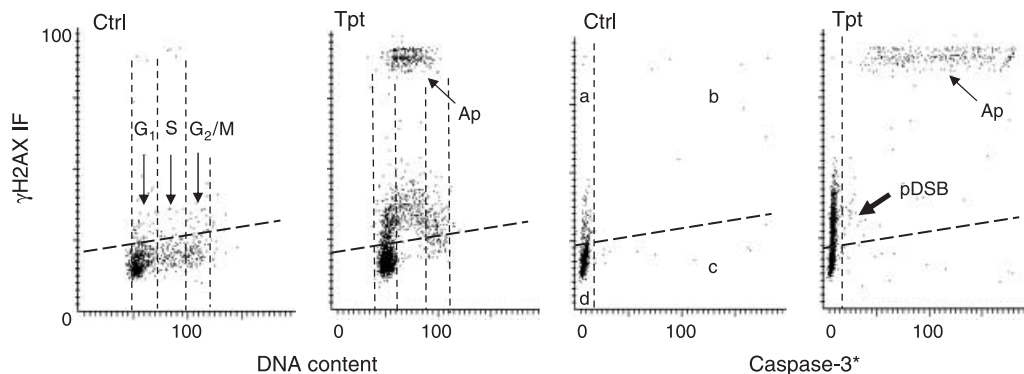 Ctrl
Tpt
Ctrl
Tpt
100
Ap
a
b
Ap
G₁
S
G₂/M
γH2AX IF
pDSB
c
d
0
100
0
100
0
100
0
100
DNA content
Caspase-3*